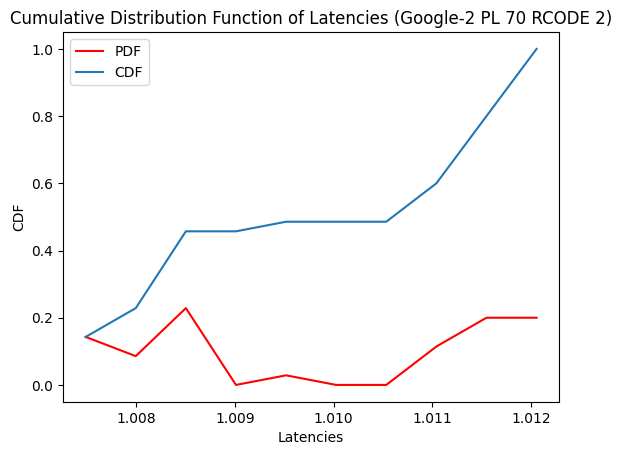 Cumulative Distribution Function of Latencies (Google-2 PL 70 RCODE 2)
PDF
CDF
1.0
0.8
0.6
0.4
0.2
0.0
CDF
1.008
1.009
1.010
1.011
1.012
Latencies